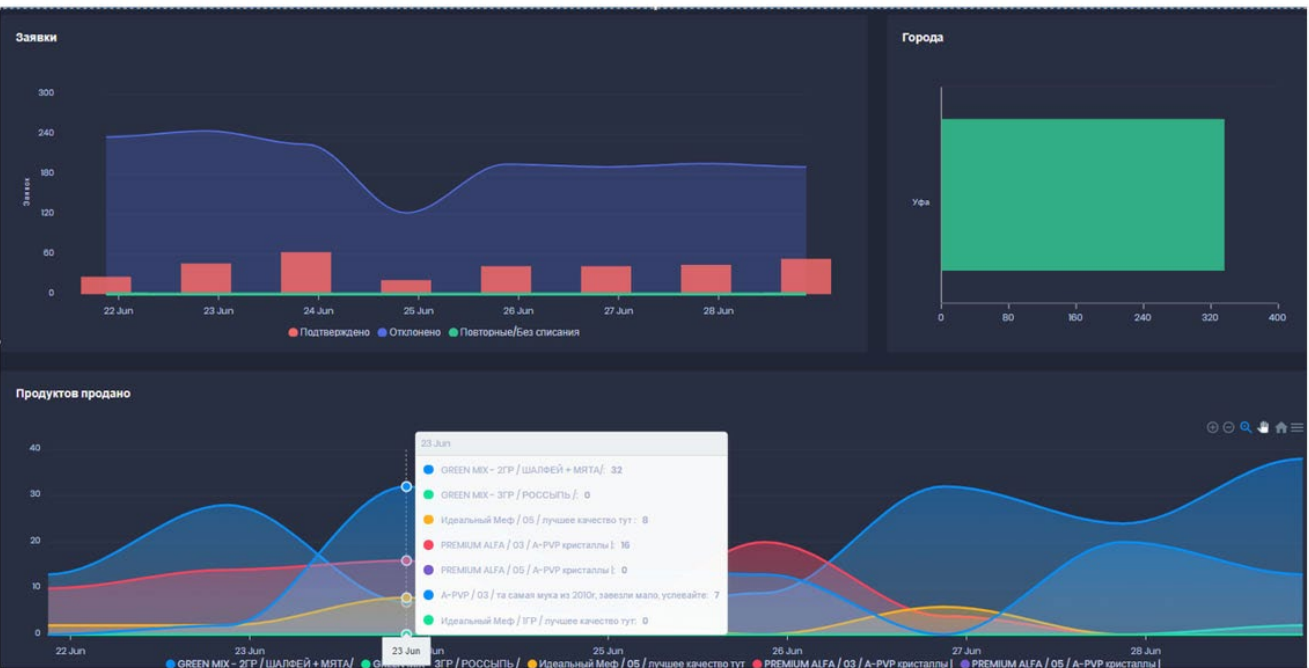 Заявки
Города
300
240
180
120
60
0
Заявок
22 Jun 23 Jun 24 Jun 25 Jun 26 Jun 27 Jun 28 Jun
Подтверждено Отклонено Повторные/Без списания
Уфа
0 80 160 240 320 400
Продуктов продано
40
30
20
10
0
23 Jun
GREEN MIX - 2ГР / ШАЛФЕЙ + МЯТА/: 32
GREEN MIX - 3ГР / РОССЫПЬ /: 0
Идеальный Меф / 05 / лучшее качество тут : 8
PREMIUM ALFA / 03 / A-PVP кристаллы |: 16
PREMIUM ALFA / 05 / A-PVP кристаллы |: 0
A-PVP / 03 / та самая мука из 2010г, завезли мало, успевайте: 7
Идеальный Меф / 1ГР / лучшее качество тут: 0
22 Jun 23 Jun 23 Jun 25 Jun 26 Jun 27 Jun 28 Jun
GREEN MIX - 2ГР / ШАЛФЕЙ + МЯТА/ 3ГР / РОССЫПЬ / Идеальный Меф / 05 / лучшее качество тут PREMIUM ALFA / 03 / A-PVP кристаллы | PREMIUM ALFA / 05 / A-PVP кристаллы |